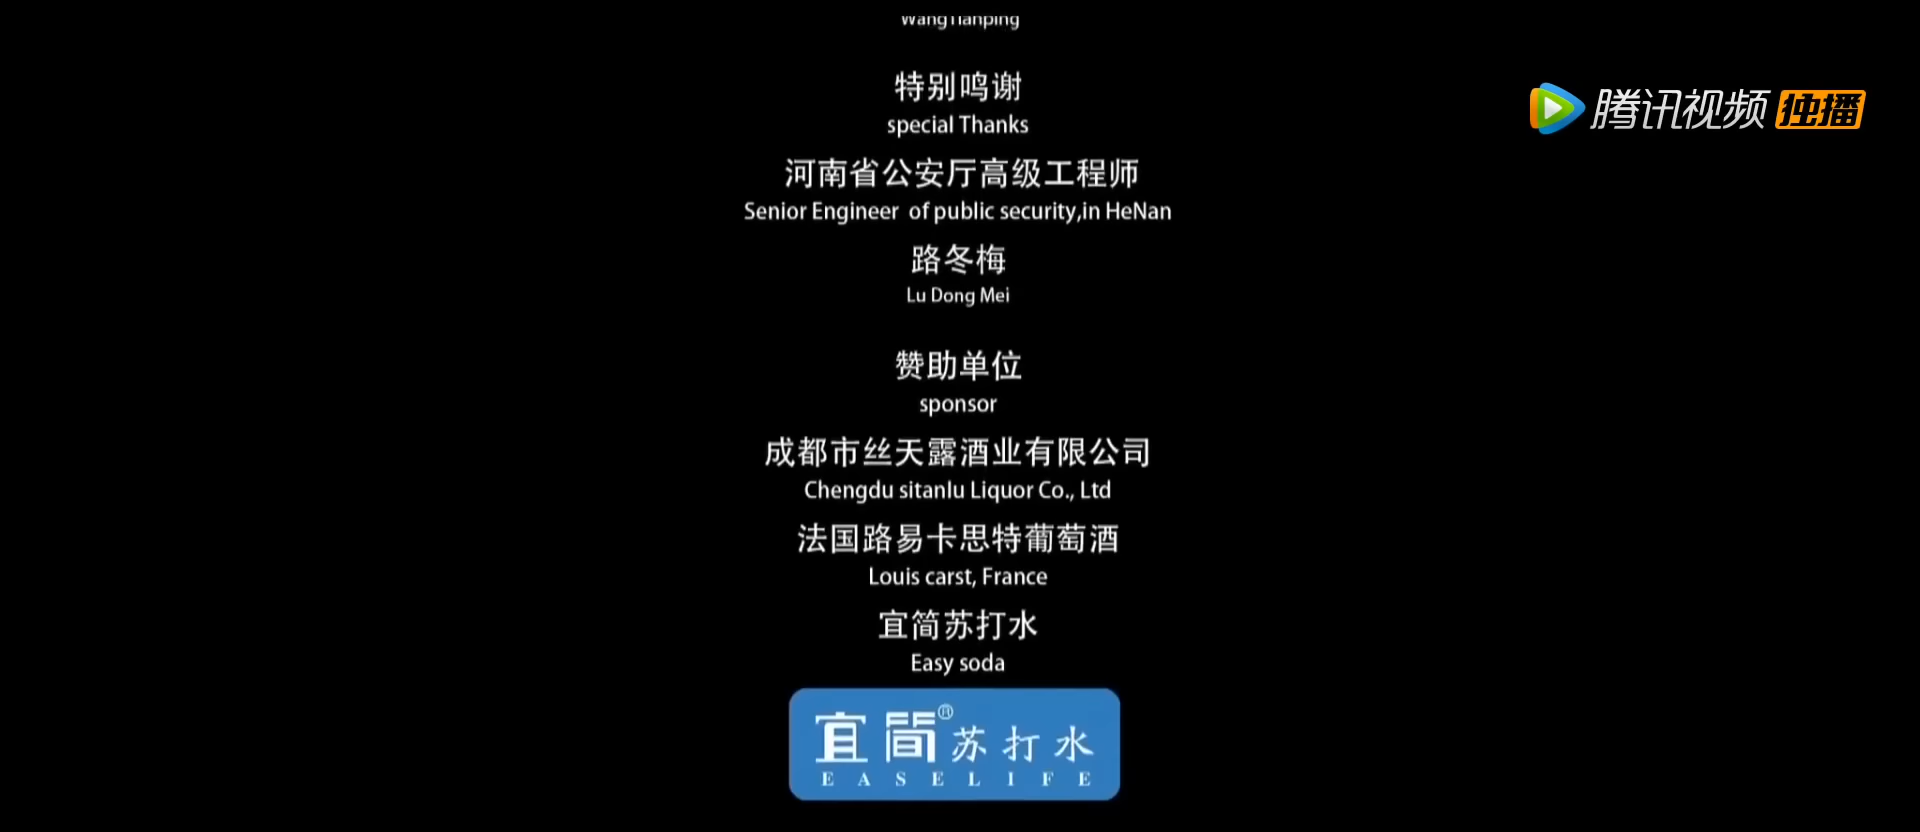 WangTianping
特别鸣谢
special Thanks
腾讯视频 独播
河南省公安厅高级工程师
Senior Engineer of public security,in HeNan
路冬梅
Lu Dong Mei
赞助单位
sponsor
成都市丝天露酒业有限公司
Chengdu sitanlu Liquor Co., Ltd
法国路易卡思特葡萄酒
Louis carst, France
宜简苏打水
Easy soda
宜简®苏打水
EASELIFE